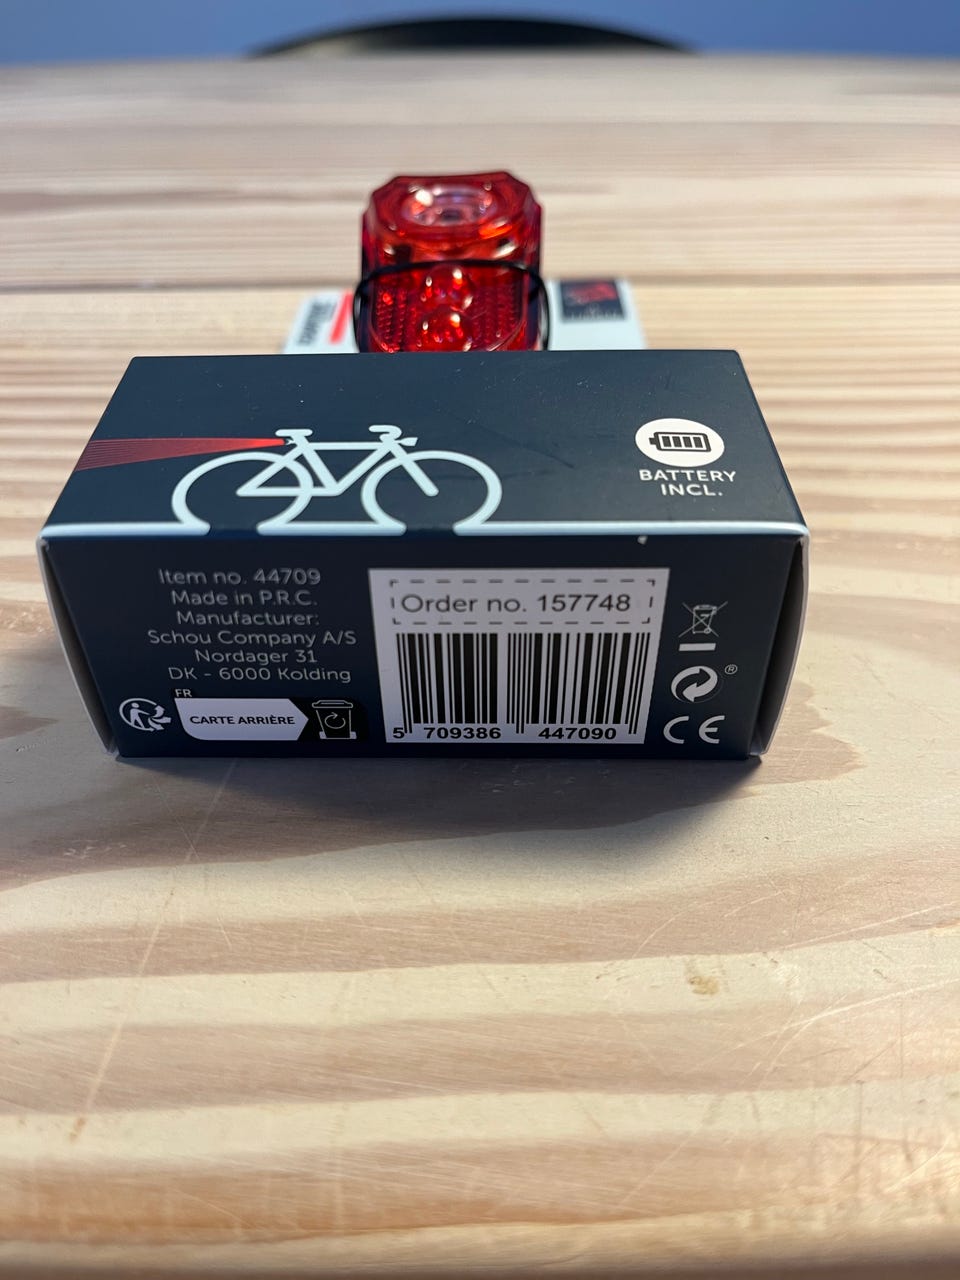 BATTERY
INCL.
Item no. 44709
Made in P.R.C.
Manufacturer:
Schou Company A/S
Nordager 31
DK - 6000 Kolding
FR
CARTE ARRIÈRE
Order no. 157748
5 709386 447090
®
CE